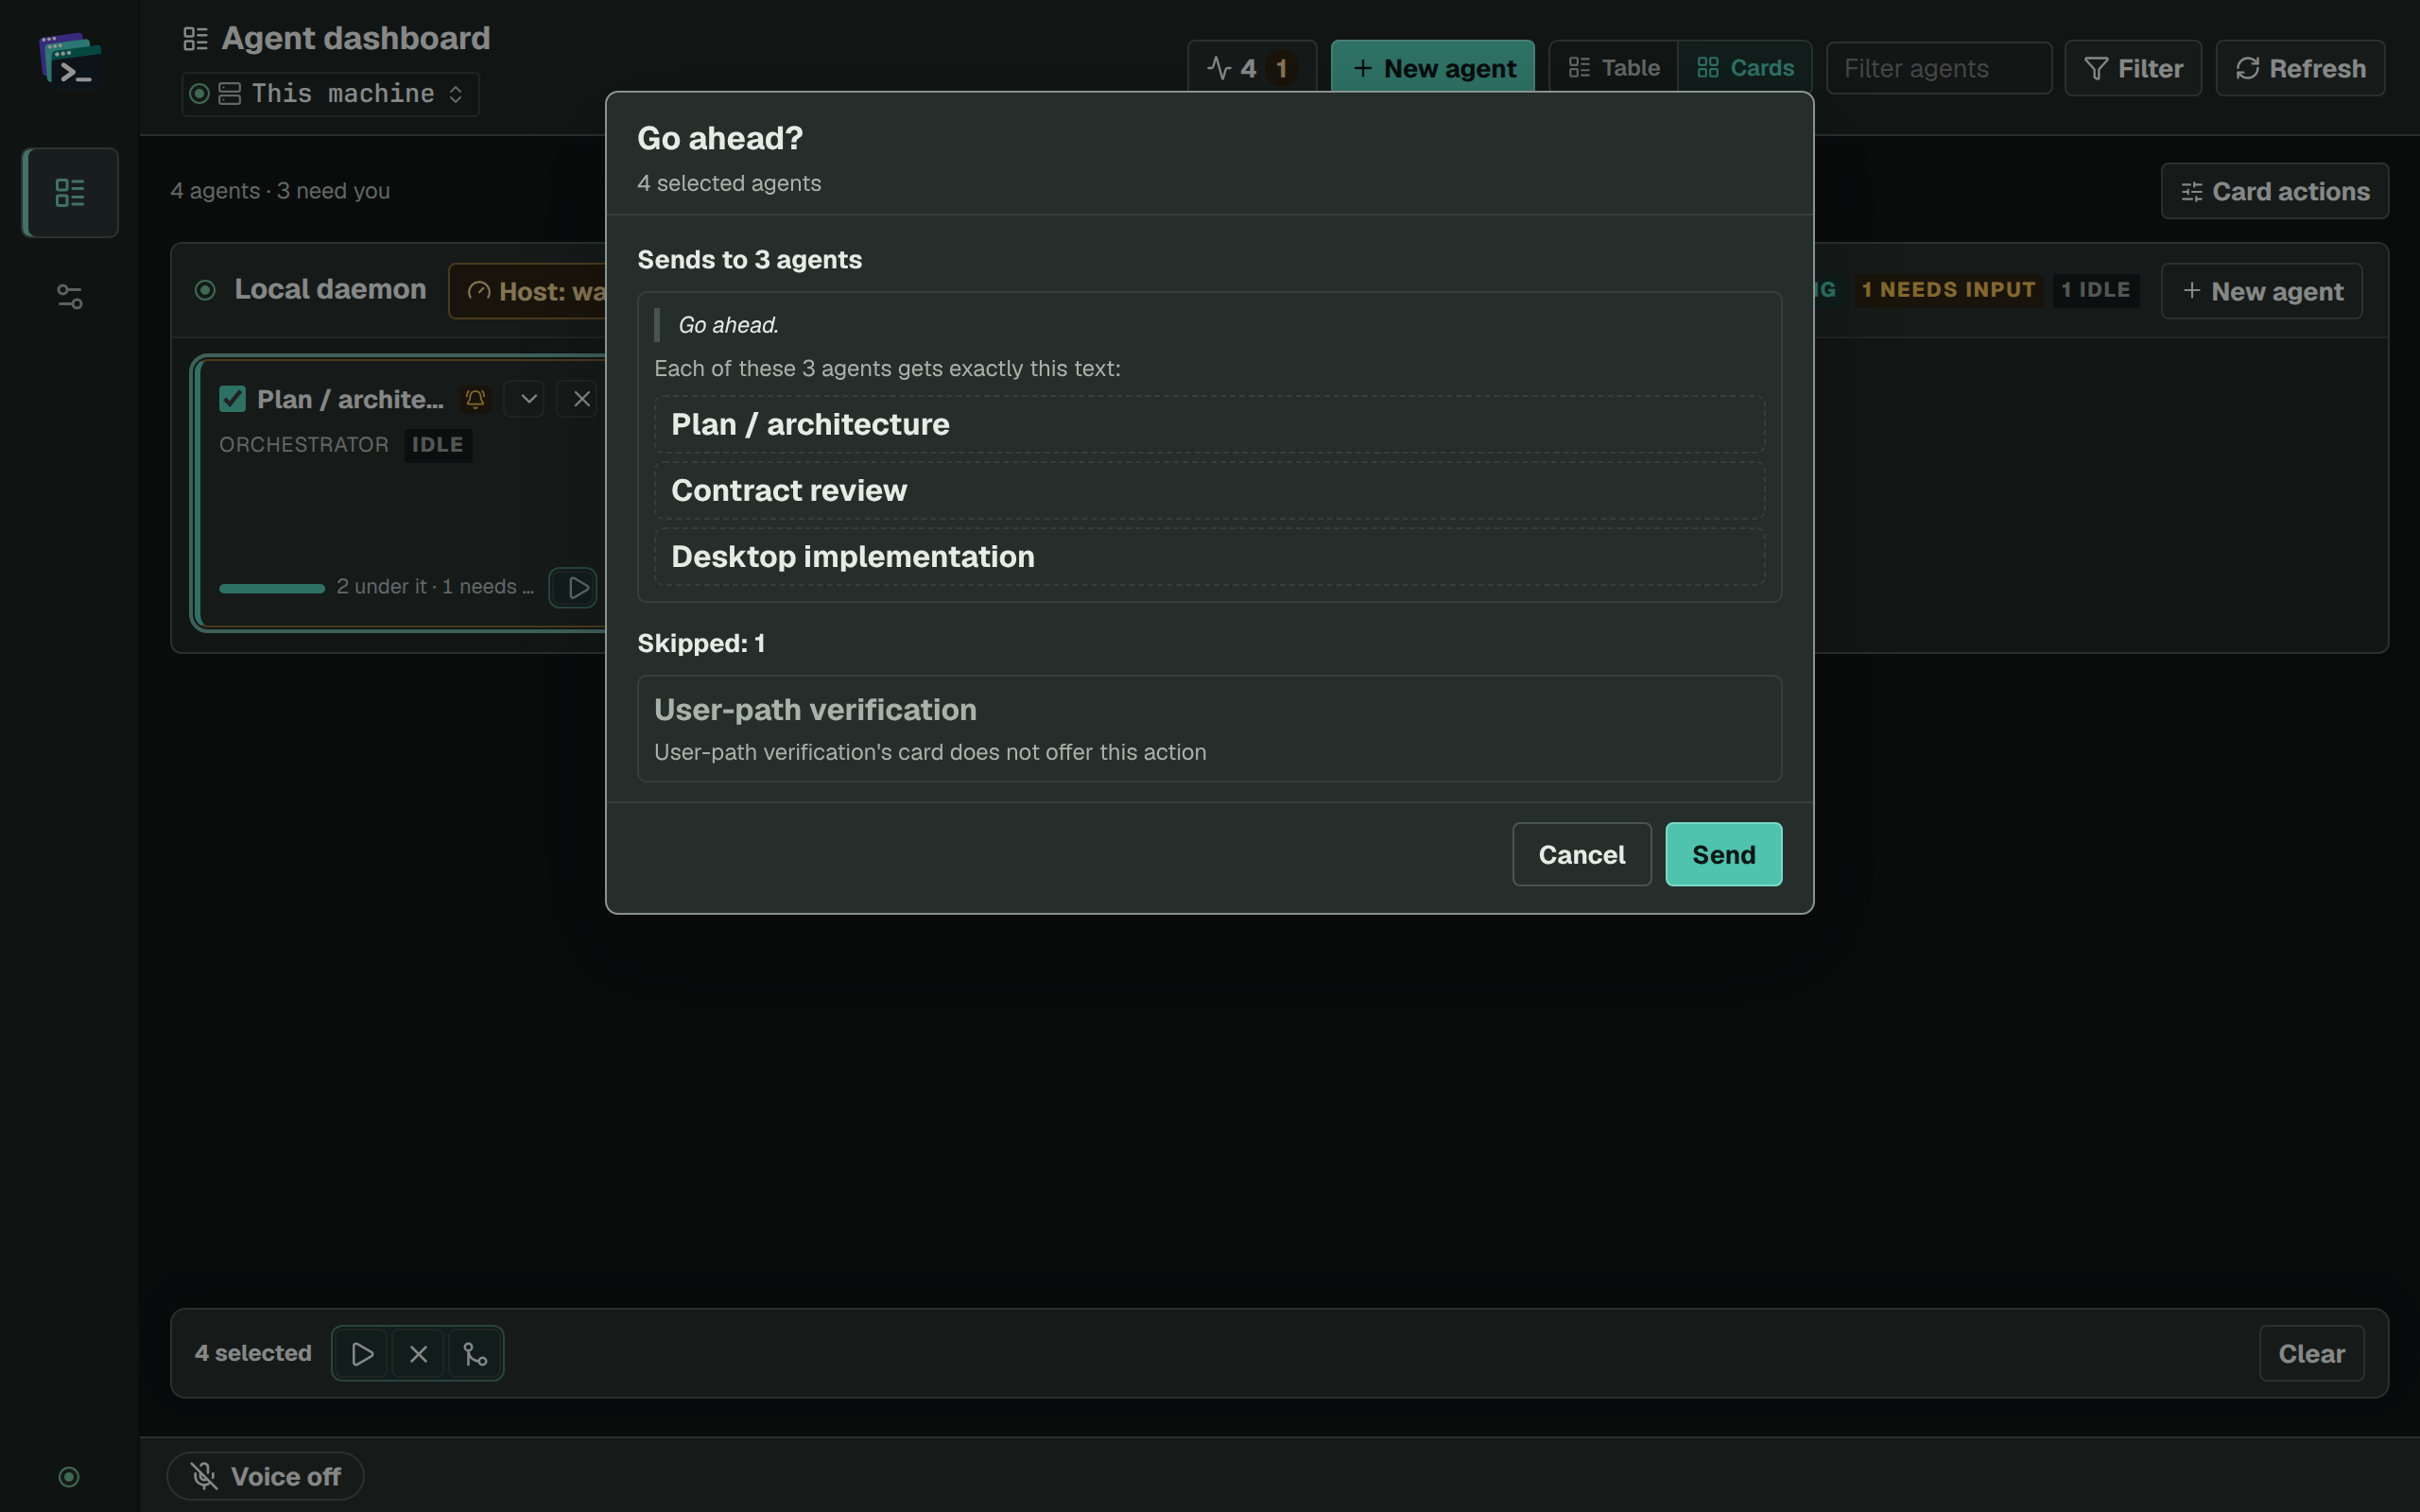 Agent dashboard
This machine
4 1
New agent
Table
Cards
Filter agents
Filter
Refresh
4 agents · 3 need you
Card actions
Local daemon
Host: wa
NG
1 NEEDS INPUT
1 IDLE
New agent
Plan / archite...
ORCHESTRATOR IDLE
2 under it · 1 needs ...
Go ahead?
4 selected agents
Sends to 3 agents
Go ahead.
Each of these 3 agents gets exactly this text:
Plan / architecture
Contract review
Desktop implementation
Skipped: 1
User-path verification
User-path verification's card does not offer this action
Cancel
Send
4 selected
Clear
Voice off